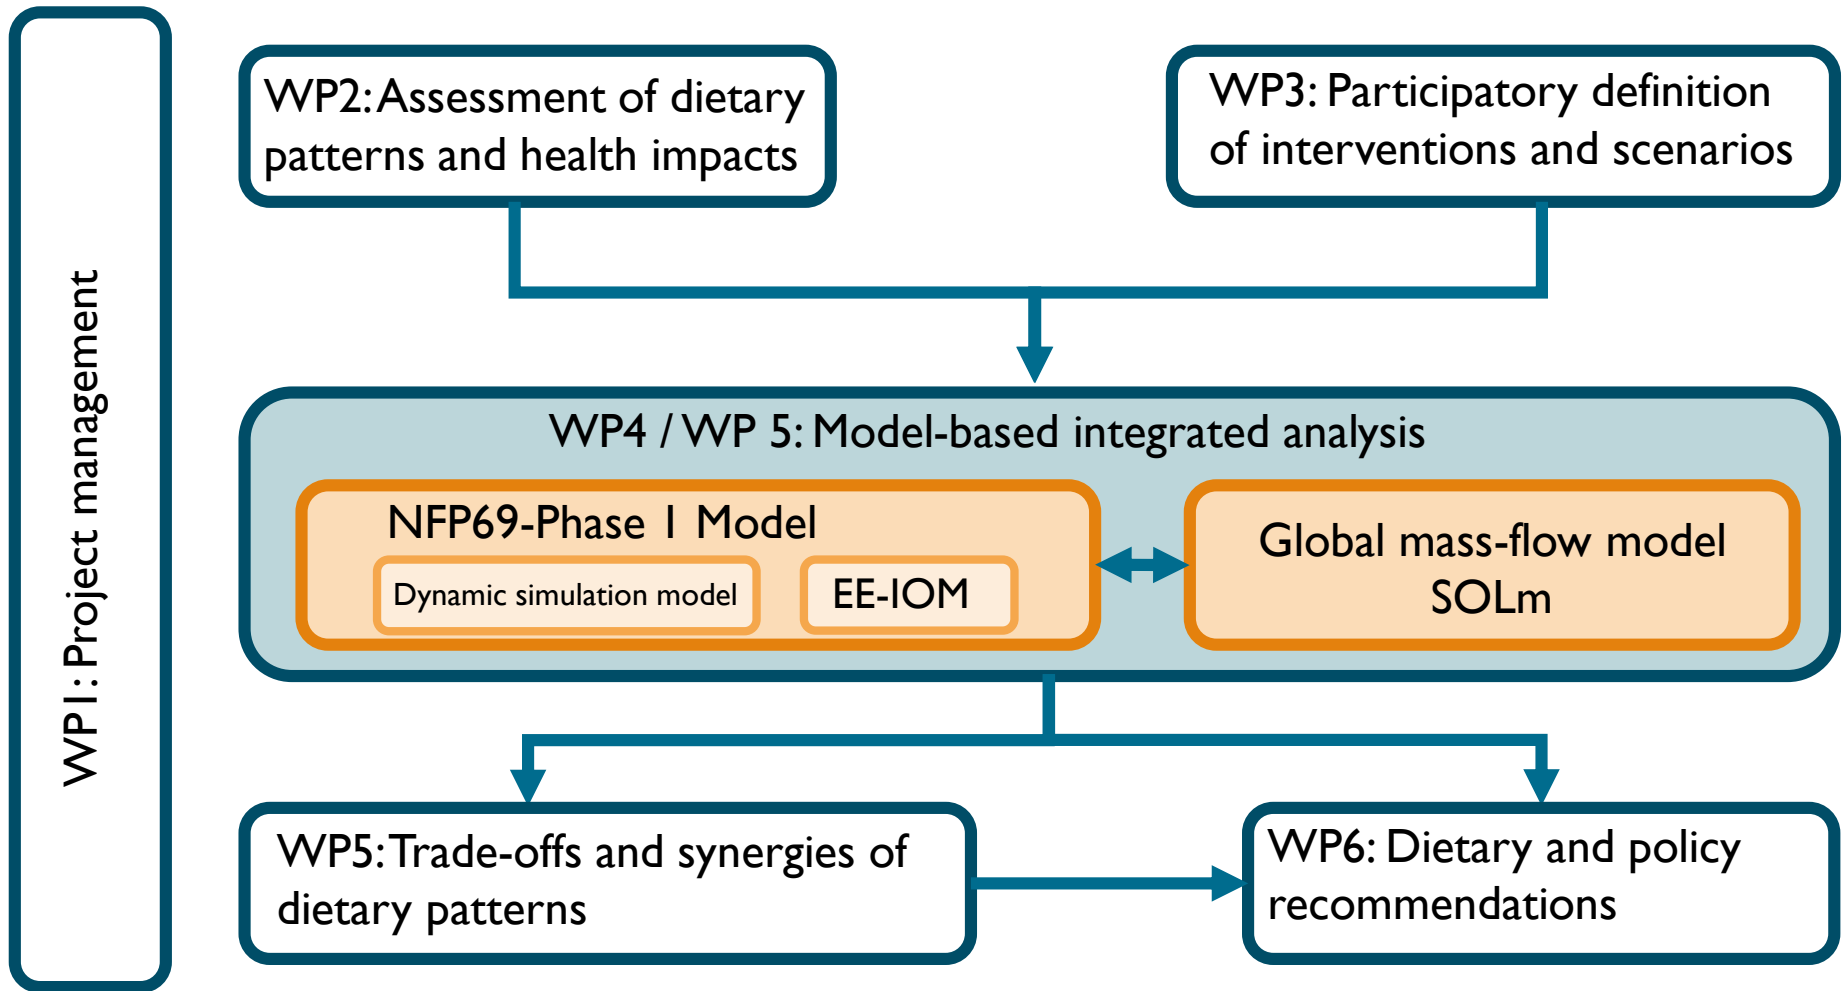 WP1: Project management
WP2: Assessment of dietary
patterns and health impacts
WP3: Participatory definition
of interventions and scenarios
WP4 / WP 5: Model-based integrated analysis
NFP69-Phase 1 Model
Dynamic simulation model
EE-IOM
Global mass-flow model
SOLm
WP5: Trade-offs and synergies of
dietary patterns
WP6: Dietary and policy
recommendations